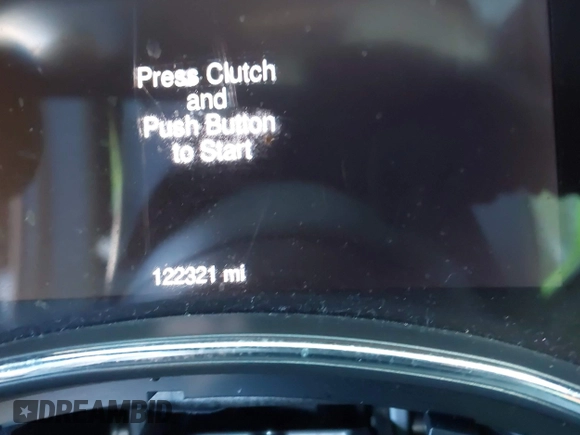 Press Clutch
and
Push Button
to Start
122321 mi
DREAMBID